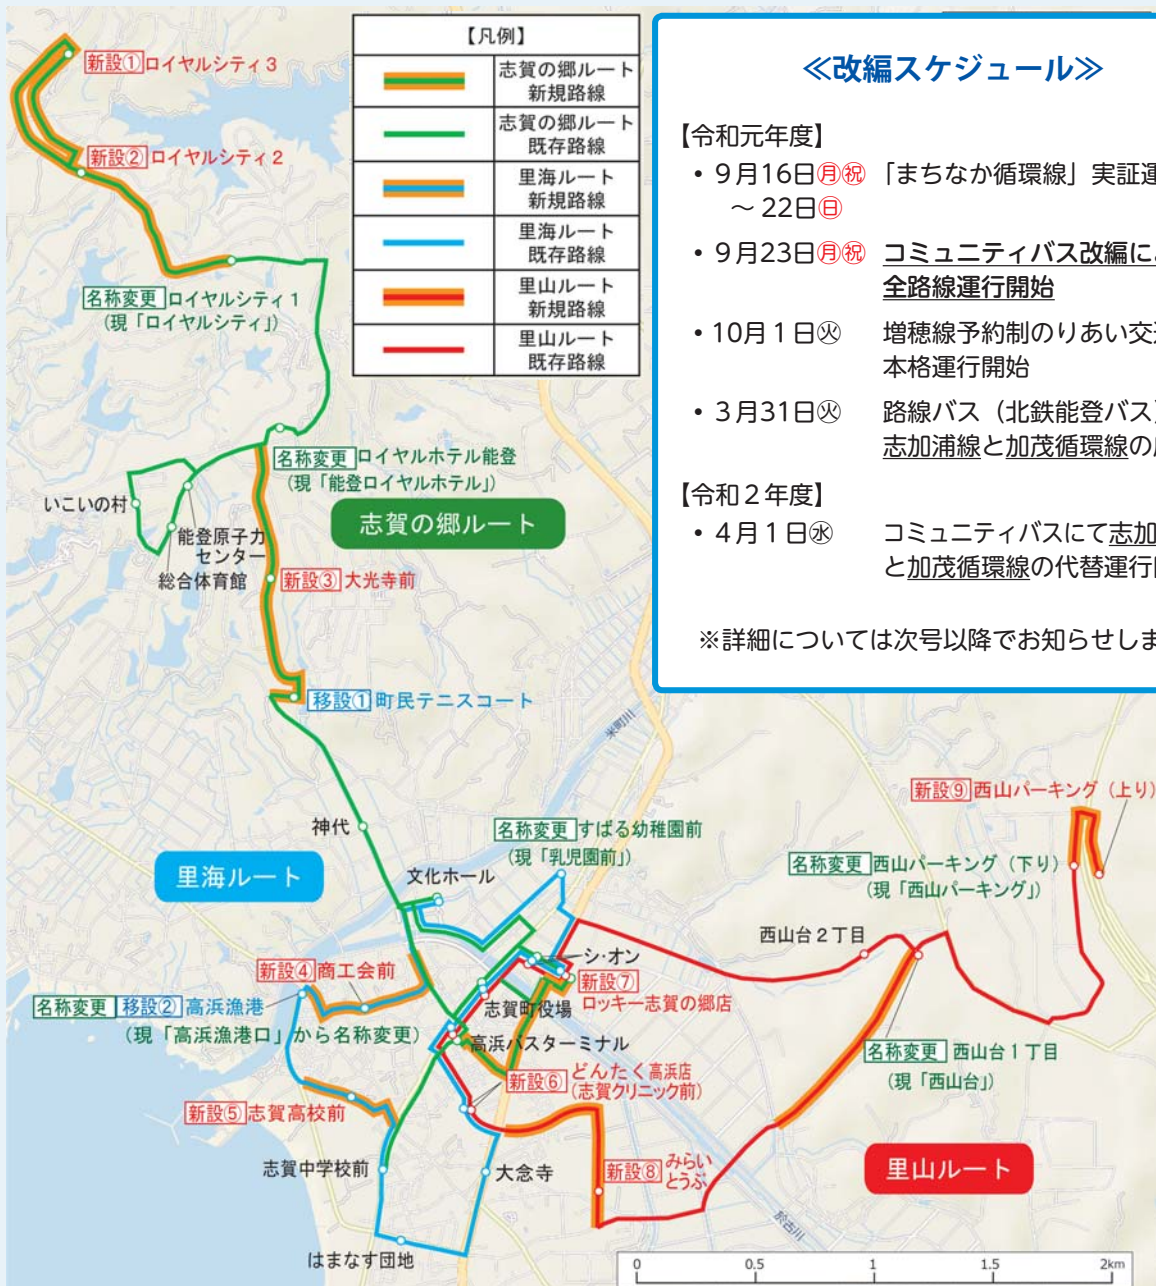 【凡例】
志賀の郷ルート
新規路線
志賀の郷ルート
既存路線
里海ルート
新規路線
里海ルート
既存路線
里山ルート
新規路線
里山ルート
既存路線
≪改編スケジュール≫
【令和元年度】
• 9月16日㊊㊗ 「まちなか循環線」実証運
～ 22日㊐
• 9月23日㊊㊗ コミュニティバス改編に
全路線運行開始
• 10月1日㊋ 増穂線予約制のりあい交
本格運行開始
• 3月31日㊋ 路線バス（北鉄能登バス）
志加浦線と加茂循環線の
【令和２年度】
• 4月1日㊌ コミュニティバスにて志加
と加茂循環線の代替運行
※詳細については次号以降でお知らせしま
新設① ロイヤルシティ３
新設② ロイヤルシティ２
名称変更 ロイヤルシティ１
（現「ロイヤルシティ」）
名称変更 ロイヤルホテル能登
（現「能登ロイヤルホテル」）
いこいの村
能登原子力
センター
総合体育館
志賀の郷ルート
新設③ 大光寺前
移設① 町民テニスコート
米町川
神代
里海ルート
文化ホール
名称変更 すばる幼稚園前
（現「乳児園前」）
新設⑨ 西山パーキング（上り）
名称変更 西山パーキング（下り）
（現「西山パーキング」）
西山台２丁目
シ・オン
新設⑦
ロッキー志賀の郷店
志賀町役場
新設④ 商工会前
名称変更 移設② 高浜漁港
（現「高浜漁港口」から名称変更）
高浜バスターミナル
名称変更 西山台１丁目
（現「西山台」）
新設⑥ どんたく高浜店
（志賀クリニック前）
新設⑤ 志賀高校前
志賀中学校前
大念寺
新設⑧ みらい
とうぶ
里山ルート
於古川
はまなす団地
0 0.5 1 1.5 2km